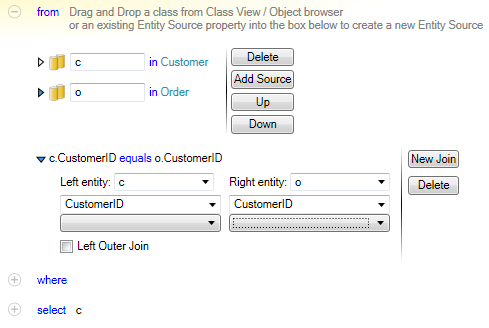 from Drag and Drop a class from Class View / Object browser
or an existing Entity Source property into the box below to create a new Entity Source
c in Customer
Delete
Add Source
o in Order
Up
Down
c.CustomerID equals o.CustomerID
New Join
Left entity: c Right entity: o
Delete
CustomerID CustomerID
Left Outer Join
where
select c